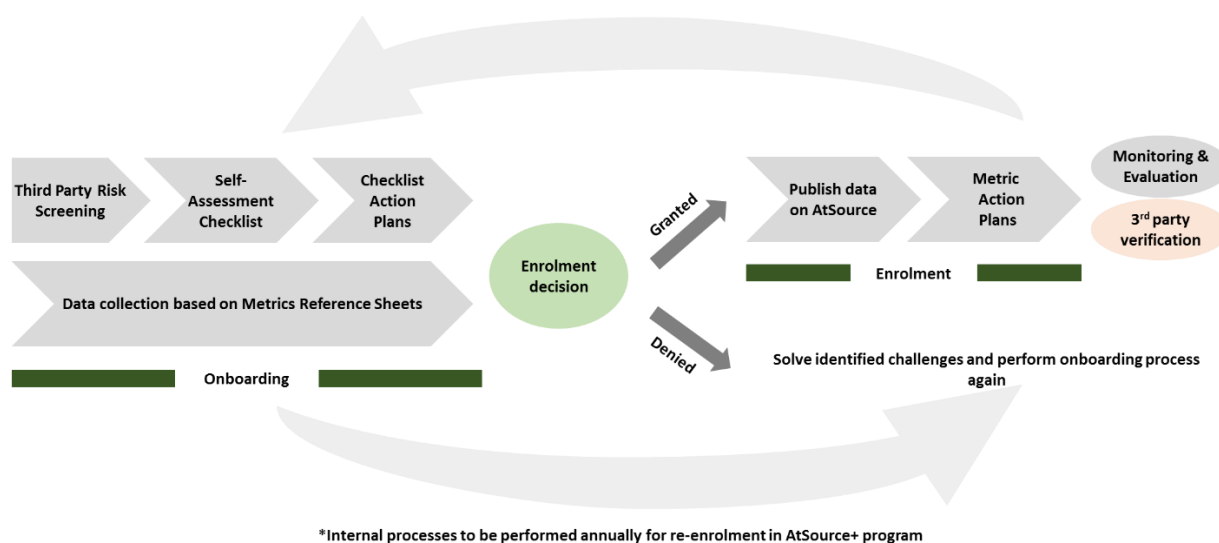 Third Party Risk
Screening
Self-
Assessment
Checklist
Checklist
Action
Plans
Data collection based on Metrics Reference Sheets
Onboarding
Enrolment
decision
Granted
Denied
Publish data
on AtSource
Metric
Action
Plans
Monitoring &
Evaluation
3rd party
verification
Enrolment
Solve identified challenges and perform onboarding process
again
*Internal processes to be performed annually for re-enrolment in AtSource+ program